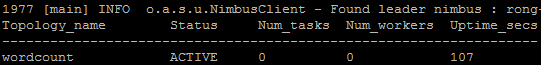 1977 [main] INFO o.a.s.u.NimbusClient - Found leader nimbus : rong-
Topology_name Status Num_tasks Num_workers Uptime_secs
----------------------------------------------------------------
wordcount ACTIVE 0 0 107